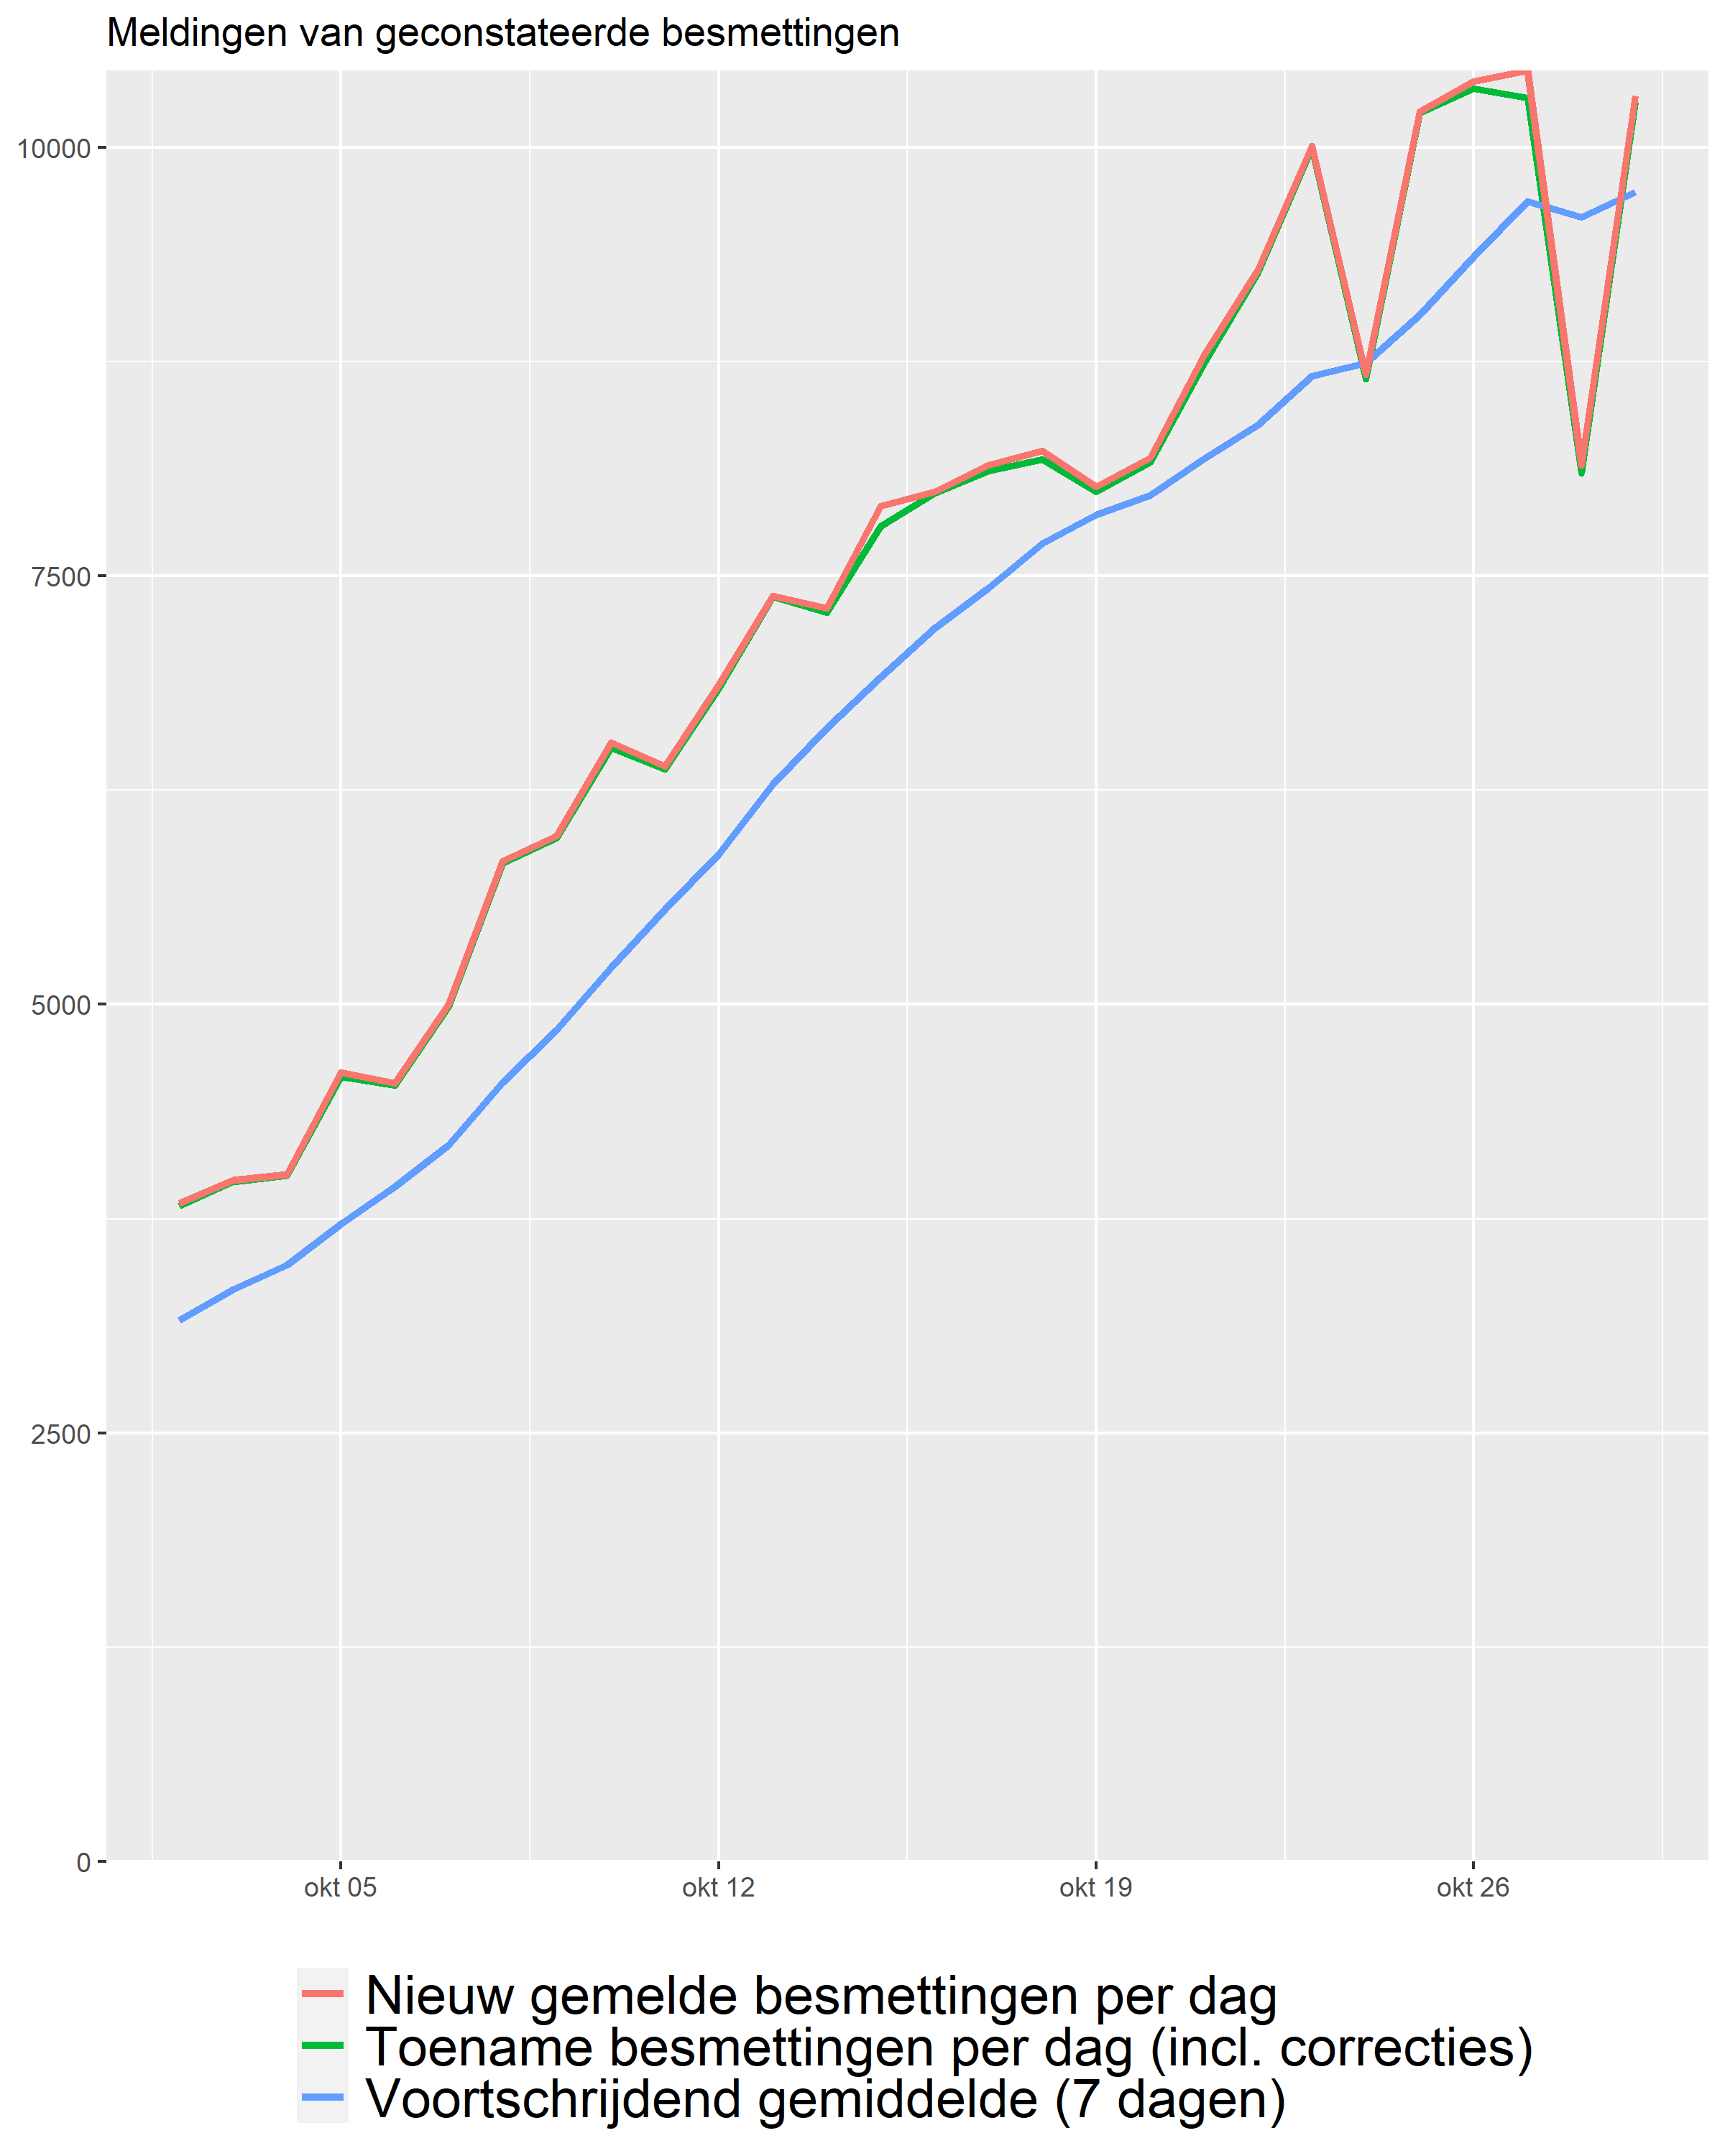 Meldingen van geconstateerde besmettingen
10000
7500
5000
2500
0
okt 05 okt 12 okt 19 okt 26
Nieuw gemelde besmettingen per dag
Toename besmettingen per dag (incl. correcties)
Voortschrijdend gemiddelde (7 dagen)